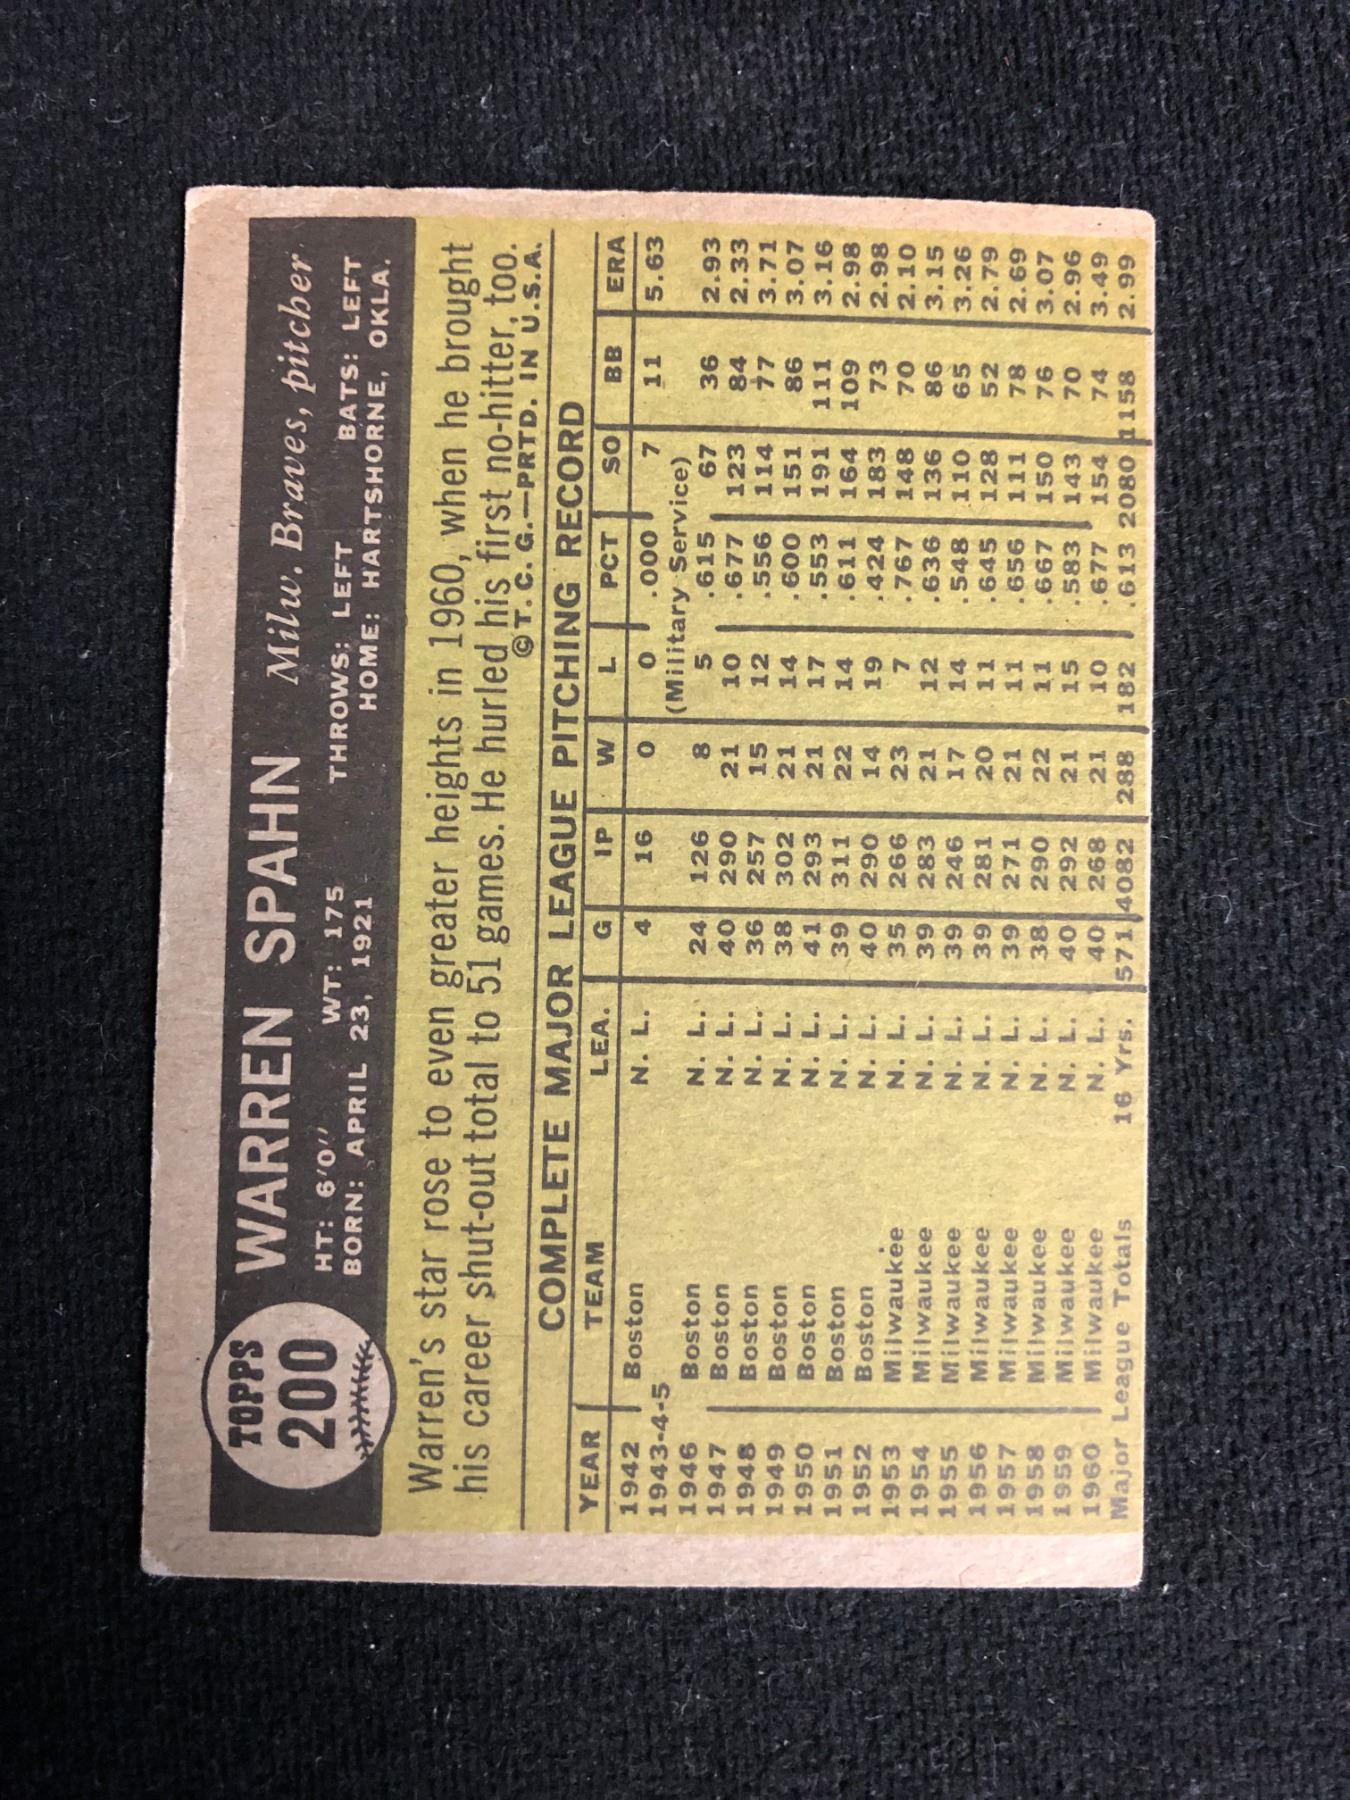 TOPPS
200
WARREN SPAHN Milw. Braves, pitcher
HT: 6'0" WT: 175 THROWS: LEFT BATS: LEFT
BORN: APRIL 23, 1921 HOME: HARTSHORNE, OKLA.
Warren's star rose to even greater heights in 1960, when he brought
his career shut-out total to 51 games. He hurled his first no-hitter, too.
©T. C. G.—PRTD. IN U.S.A.
COMPLETE MAJOR LEAGUE PITCHING RECORD
YEAR TEAM LEA. G IP W L PCT SO BB ERA
1942 Boston N. L. 4 16 0 0 .000 7 11 5.63
1943-4-5 (Military Service)
1946 Boston N. L. 24 126 8 5 .615 67 36 2.93
1947 Boston N. L. 40 290 21 10 .677 123 84 2.33
1948 Boston N. L. 36 257 15 12 .556 114 77 3.71
1949 Boston N. L. 38 302 21 14 .600 151 86 3.07
1950 Boston N. L. 41 293 21 17 .553 191 111 3.16
1951 Boston N. L. 39 311 22 14 .611 164 109 2.98
1952 Boston N. L. 40 290 14 19 .424 183 73 2.98
1953 Milwaukee N. L. 35 266 23 7 .767 148 70 2.10
1954 Milwaukee N. L. 39 283 21 12 .636 136 86 3.15
1955 Milwaukee N. L. 39 246 17 14 .548 110 65 3.26
1956 Milwaukee N. L. 39 281 20 11 .645 128 52 2.79
1957 Milwaukee N. L. 39 271 21 11 .656 111 78 2.69
1958 Milwaukee N. L. 38 290 22 11 .667 150 76 3.07
1959 Milwaukee N. L. 40 292 21 15 .583 143 70 2.96
1960 Milwaukee N. L. 40 268 21 10 .677 154 74 3.49
Major League Totals 16 Yrs. 571 4082 288 182 .613 2080 1158 2.99